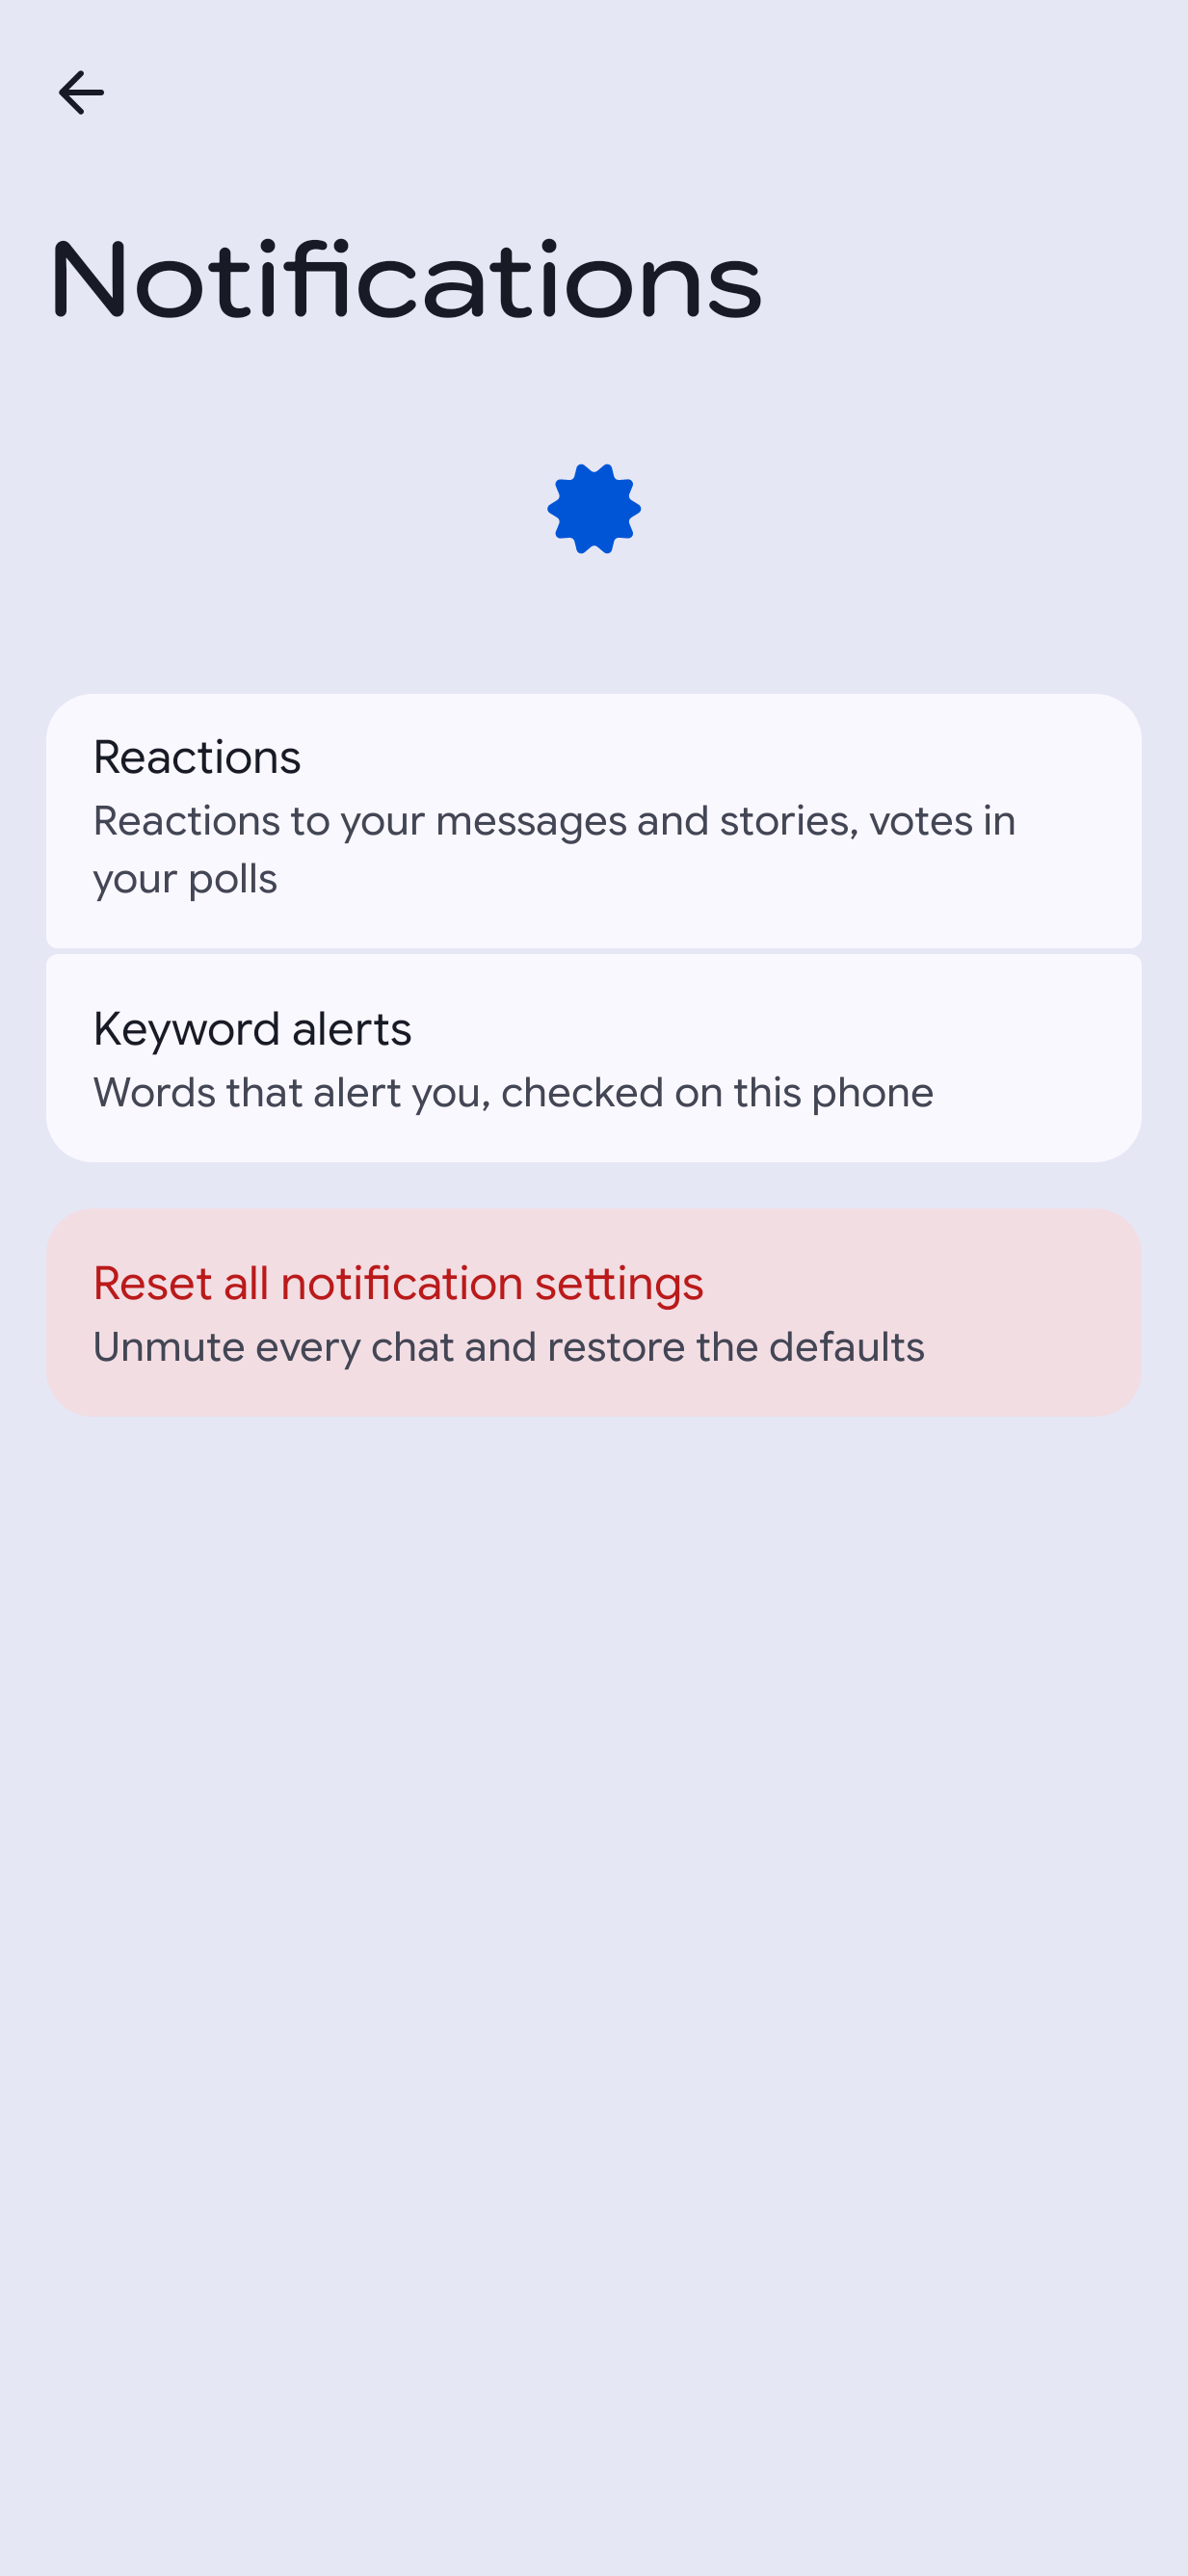 Notifications
Reactions
Reactions to your messages and stories, votes in
your polls
Keyword alerts
Words that alert you, checked on this phone
Reset all notification settings
Unmute every chat and restore the defaults